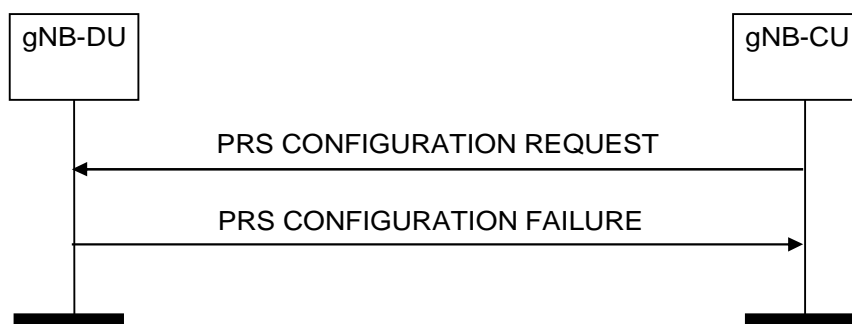 gNB-DU
gNB-CU
PRS CONFIGURATION REQUEST
PRS CONFIGURATION FAILURE